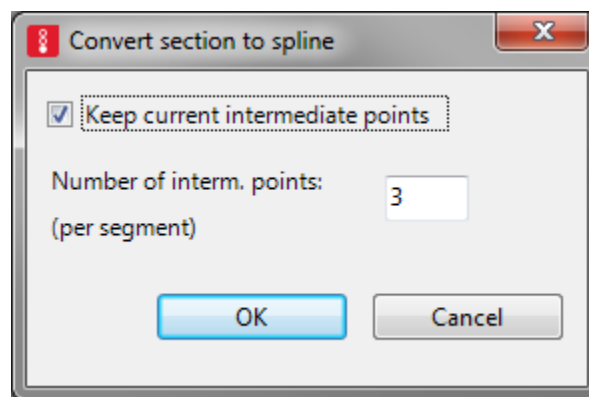 Convert section to spline
Keep current intermediate points
Number of interm. points:
3
(per segment)
OK
Cancel